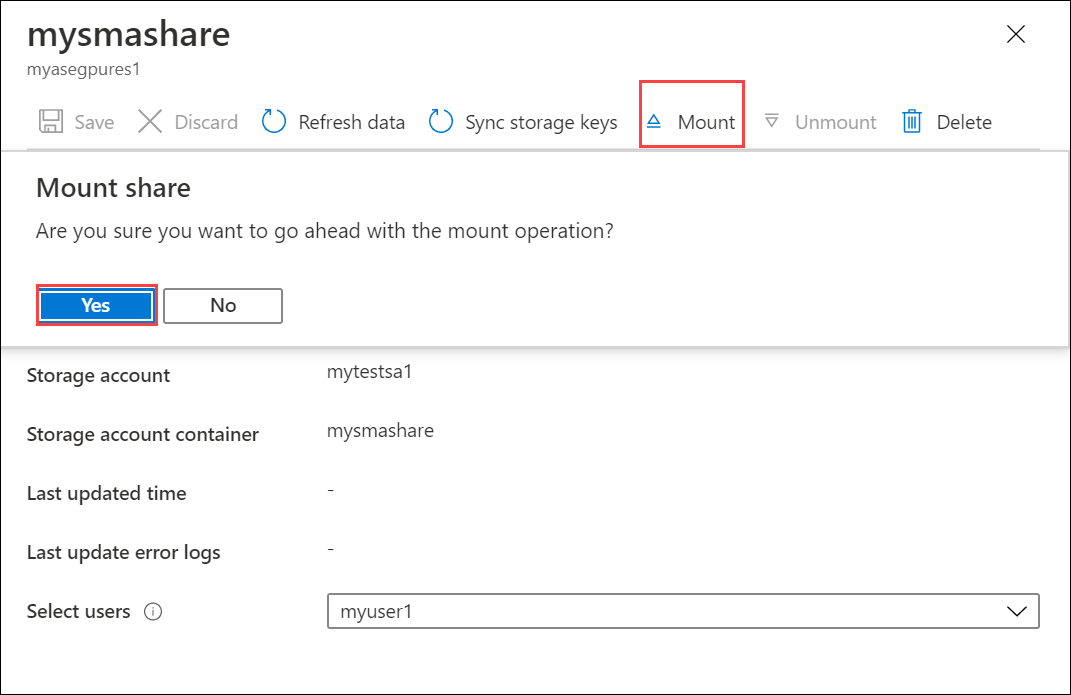 mysmashare
myasegpures1
Save Discard Refresh data Sync storage keys Mount Unmount Delete
Mount share
Are you sure you want to go ahead with the mount operation?
Yes No
Storage account mytestsa1
Storage account container mysmashare
Last updated time -
Last update error logs -
Select users myuser1